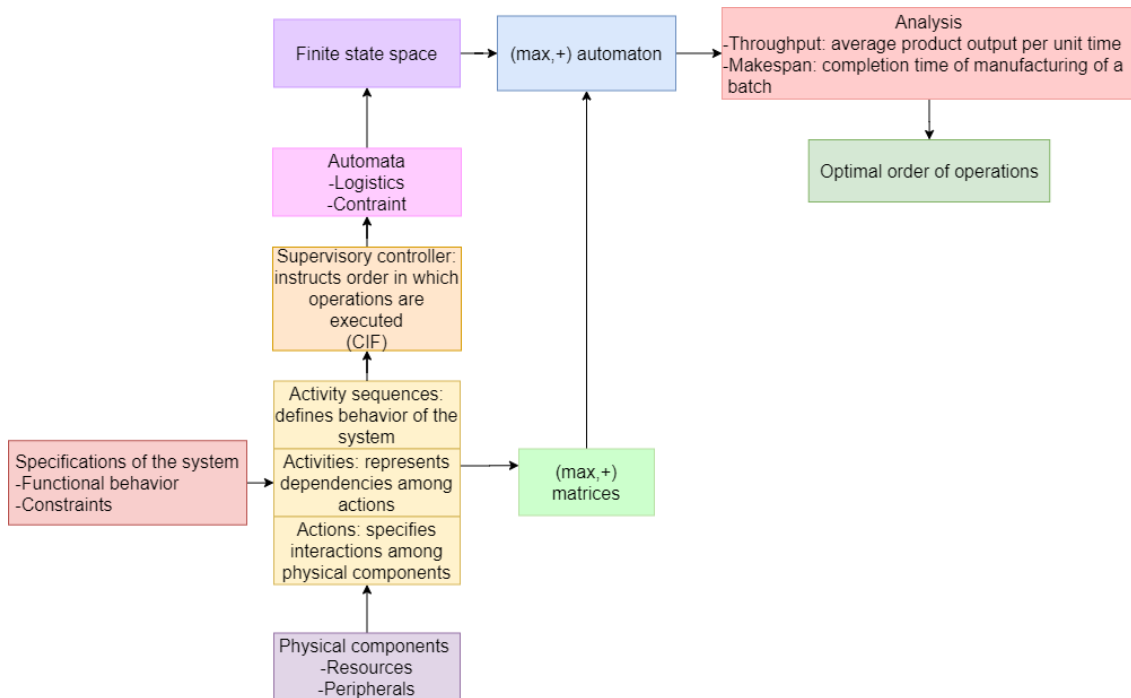 Finite state space
(max,+) automaton
Analysis
-Throughput: average product output per unit time
-Makespan: completion time of manufacturing of a
batch
Optimal order of operations
Automata
-Logistics
-Contraint
Supervisory controller:
instructs order in which
operations are
executed
(CIF)
Activity sequences:
defines behavior of the
system
Specifications of the system
-Functional behavior
-Constraints
Activities: represents
dependencies among
actions
(max,+)
matrices
Actions: specifies
interactions among
physical components
Physical components
-Resources
-Peripherals